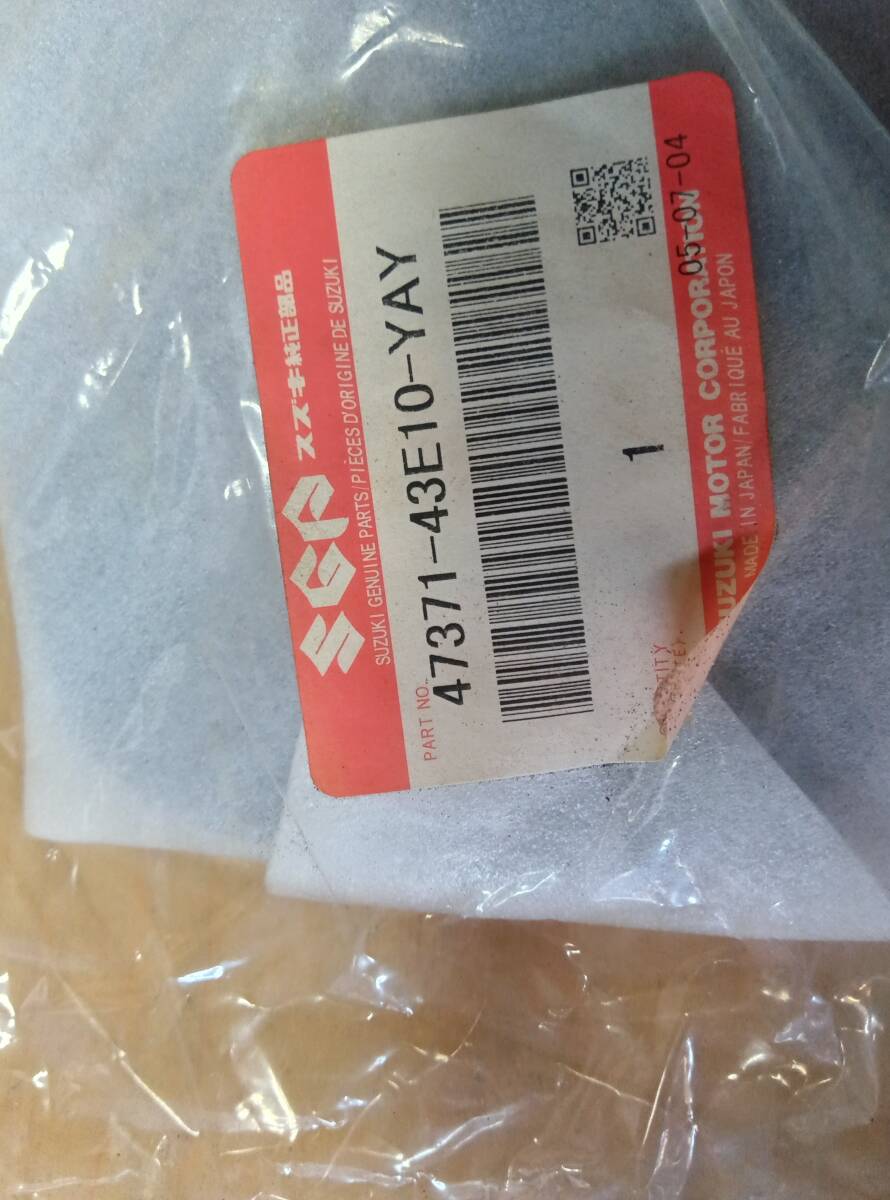 SGP スズキ純正部品
SUZUKI GENUINE PARTS/PIÈCES D'ORIGINE DE SUZUKI
PART NO.
47371-43E10-YAY
1
05-07-04
SUZUKI MOTOR CORPORATION
MADE IN JAPAN/FABRIQUÉ AU JAPON